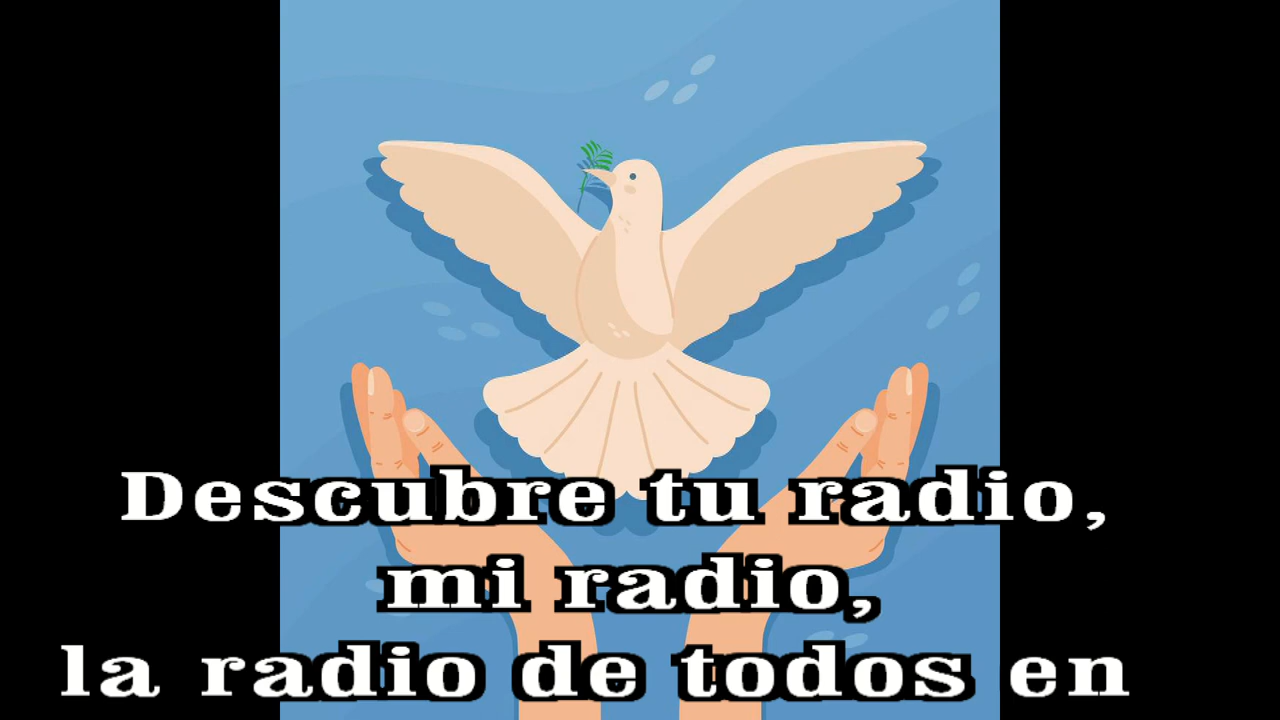 Descubre tu radio,
mi radio,
la radio de todos en